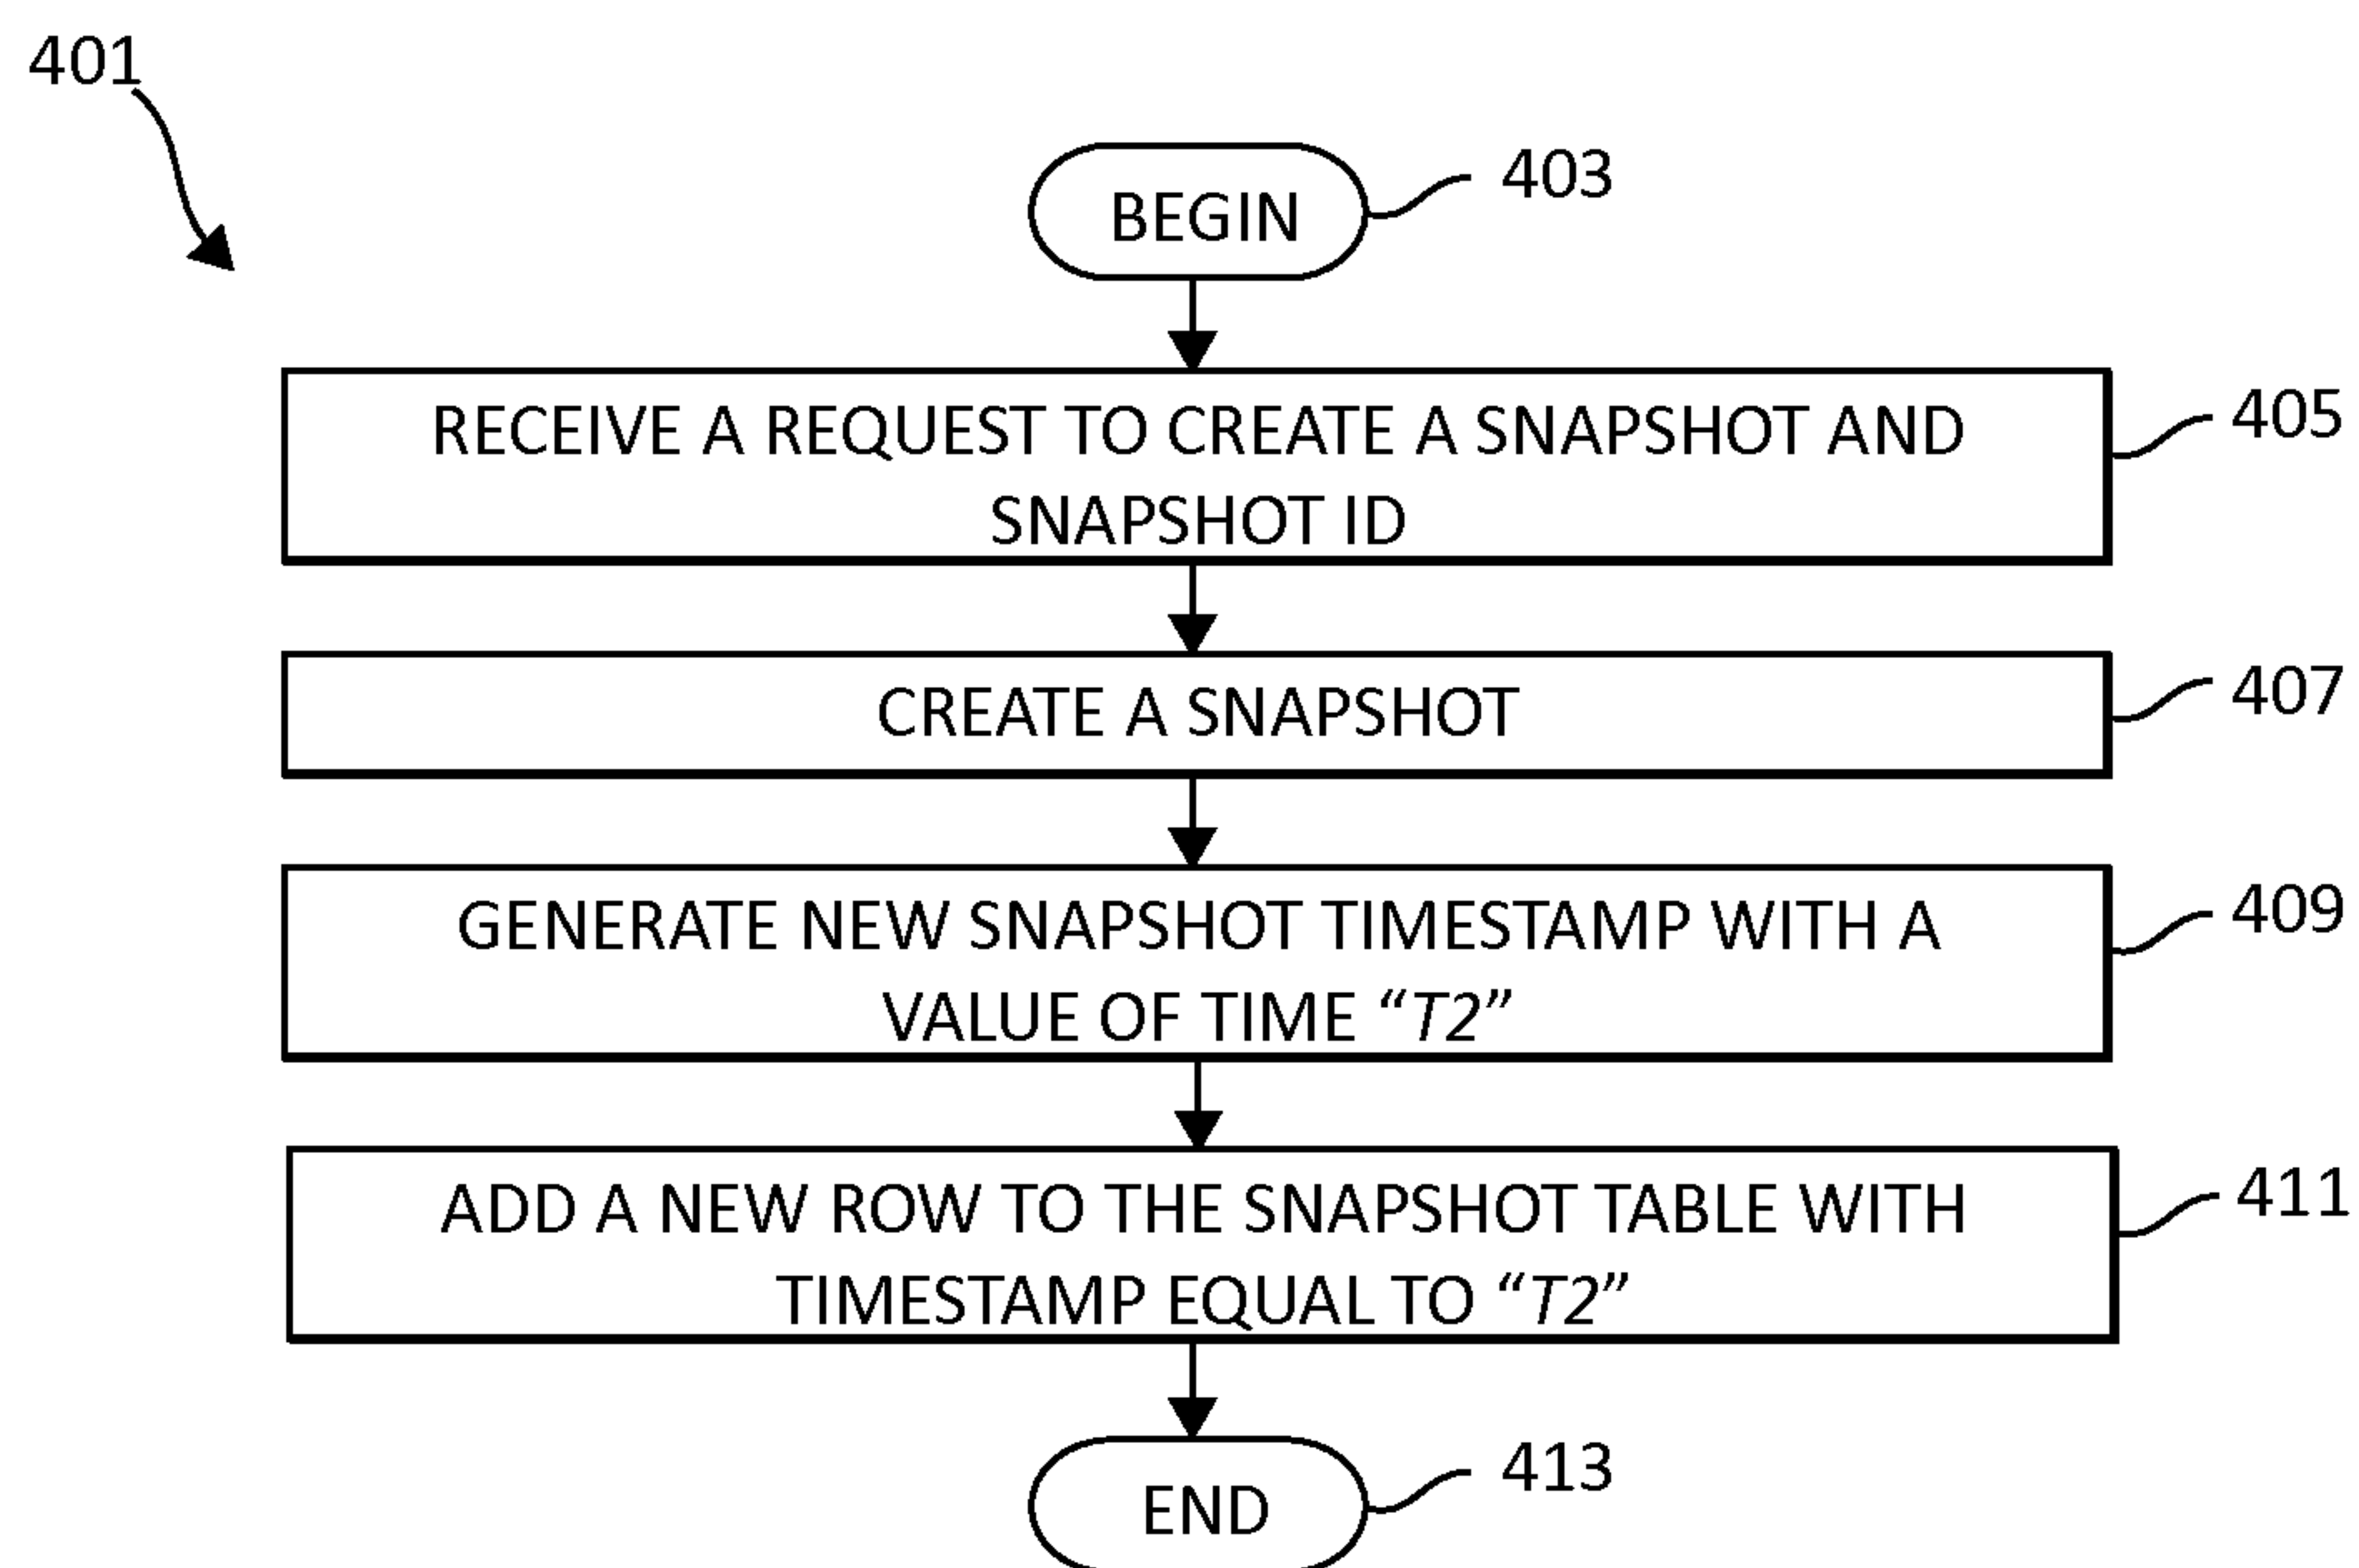 401
BEGIN
403
RECEIVE A REQUEST TO CREATE A SNAPSHOT AND
SNAPSHOT ID
405
CREATE A SNAPSHOT
407
GENERATE NEW SNAPSHOT TIMESTAMP WITH A
VALUE OF TIME “T2”
409
ADD A NEW ROW TO THE SNAPSHOT TABLE WITH
TIMESTAMP EQUAL TO “T2”
411
END
413